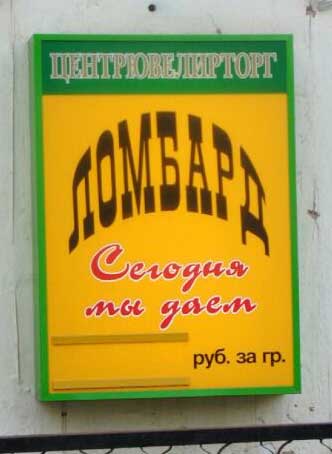 ЦЕНТРЮВЕЛИРТОРГ
ЛОМБАРД
Сегодня
мы даем
руб. за гр.